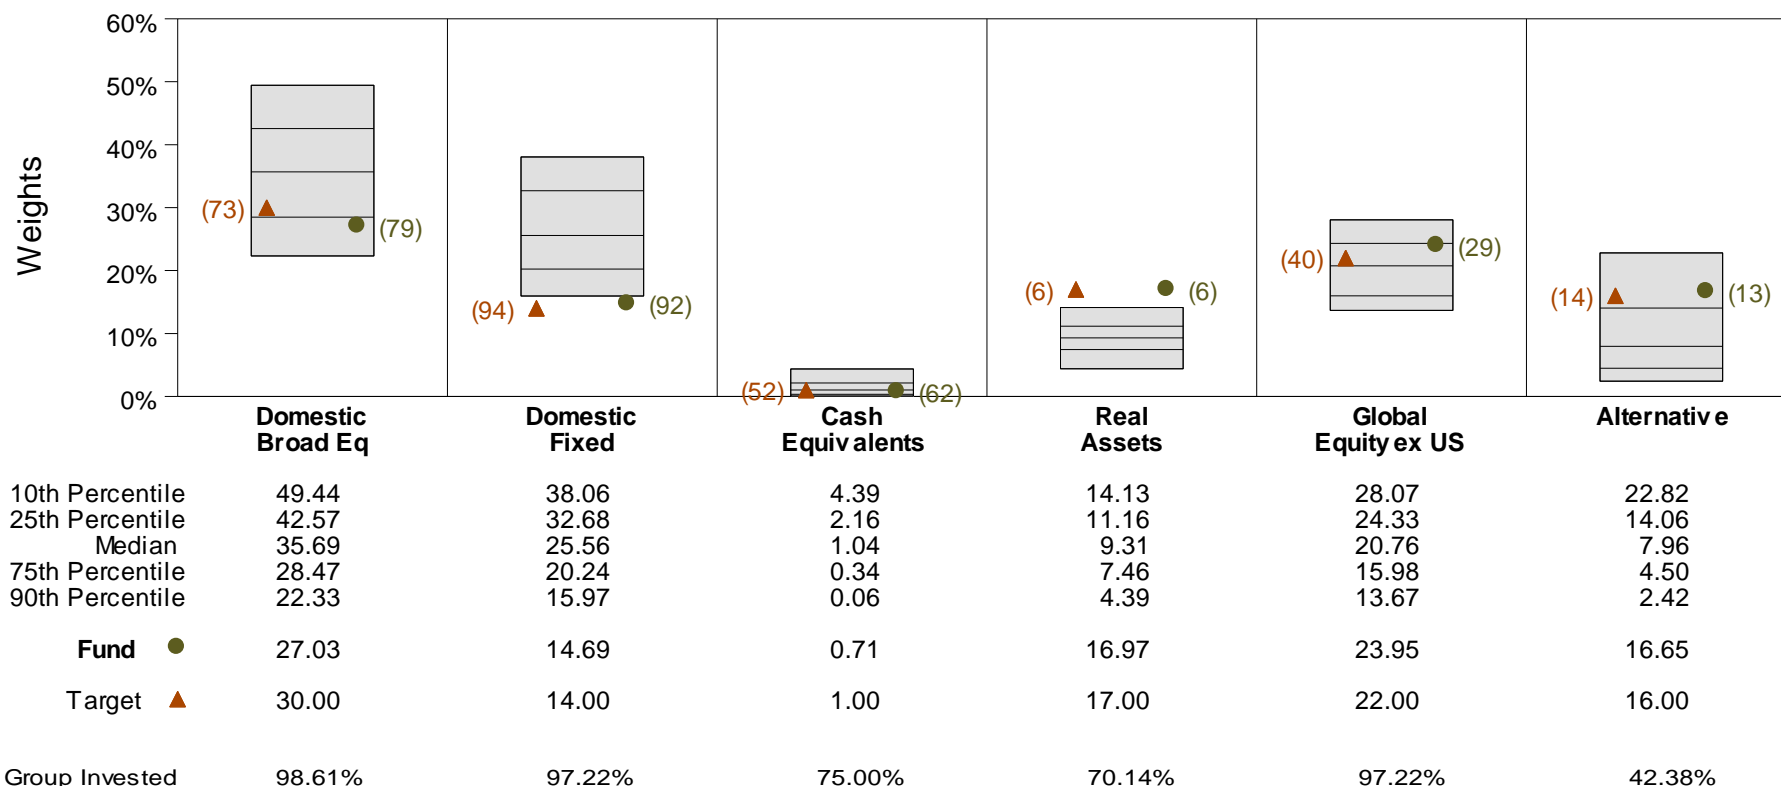 60%
50%
40%
30%
20%
10%
0%
Weights
(73)
(79)
(94)
(92)
(52)
(62)
(6)
(6)
(40)
(29)
(14)
(13)
Domestic
Broad Eq
Domestic
Fixed
Cash
Equivalents
Real
Assets
Global
Equity ex US
Alternative
10th Percentile 49.44 38.06 4.39 14.13 28.07 22.82
25th Percentile 42.57 32.68 2.16 11.16 24.33 14.06
Median 35.69 25.56 1.04 9.31 20.76 7.96
75th Percentile 28.47 20.24 0.34 7.46 15.98 4.50
90th Percentile 22.33 15.97 0.06 4.39 13.67 2.42
Fund 27.03 14.69 0.71 16.97 23.95 16.65
Target 30.00 14.00 1.00 17.00 22.00 16.00
Group Invested 98.61% 97.22% 75.00% 70.14% 97.22% 42.38%